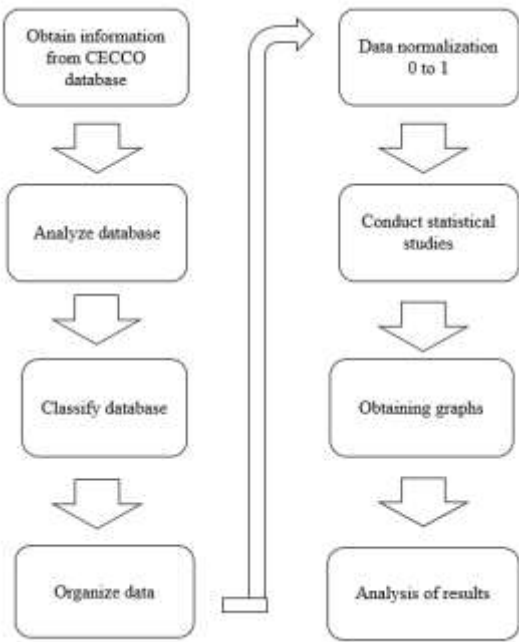 Obtain information
from CECCO
database
Analyze database
Classify database
Organize data
Data normalization
0 to 1
Conduct statistical
studies
Obtaining graphs
Analysis of results